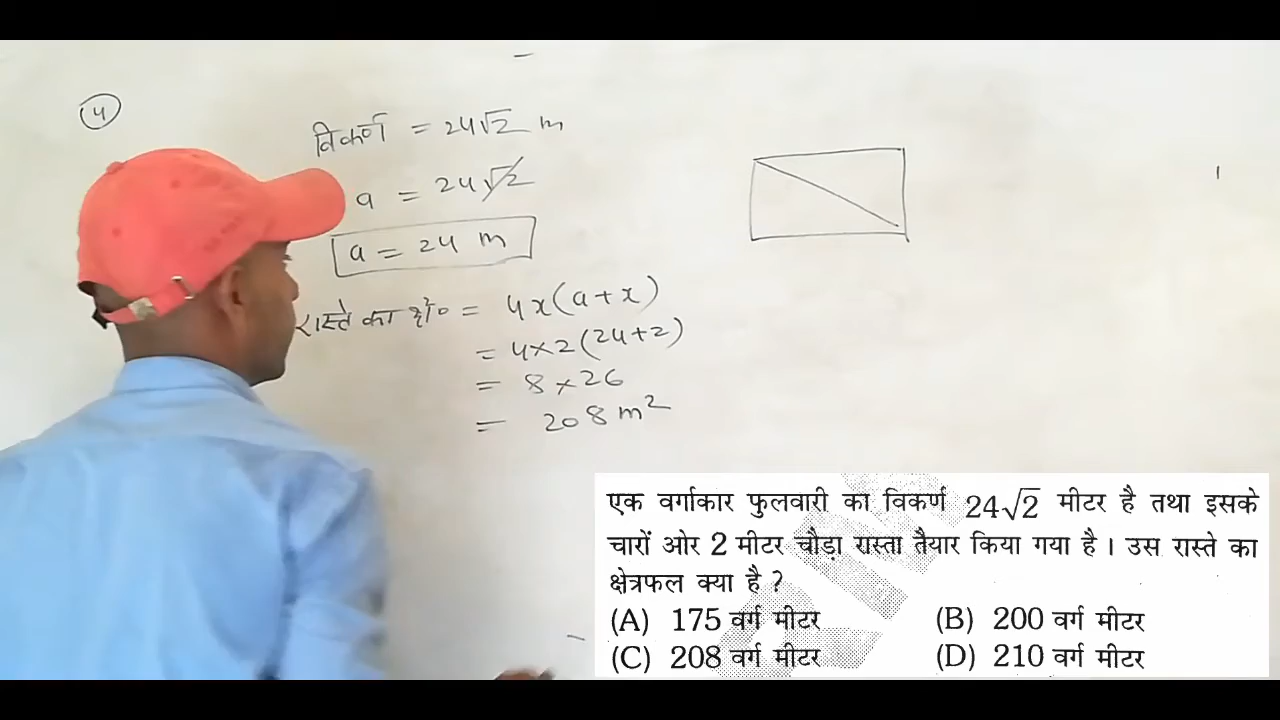 4
विकर्ण = 24√2 m
a = 24√2
a = 24 m
रास्ते का क्षे० = 4x(a+x)
= 4×2(24+2)
= 8×26
= 208 m²
एक वर्गाकार फुलवारी का विकर्ण 24√2 मीटर है तथा इसके
चारों ओर 2 मीटर चौड़ा रास्ता तैयार किया गया है । उस रास्ते का
क्षेत्रफल क्या है ?
(A) 175 वर्ग मीटर (B) 200 वर्ग मीटर
(C) 208 वर्ग मीटर (D) 210 वर्ग मीटर